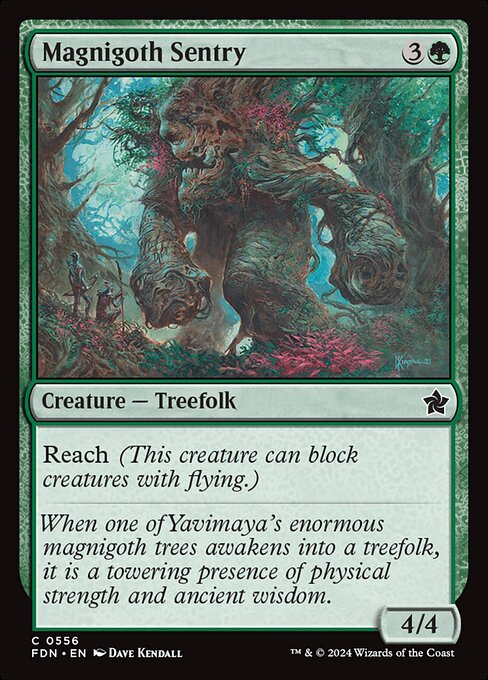 Magnigoth Sentry 3
Creature — Treefolk
Reach (This creature can block
creatures with flying.)
When one of Yavimaya's enormous
magnigoth trees awakens into a treefolk,
it is a towering presence of physical
strength and ancient wisdom.
4/4
C 0556
FDN • EN Dave Kendall
™ & © 2024 Wizards of the Coast